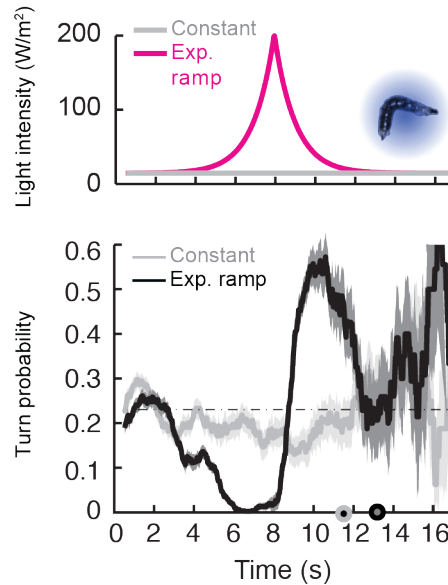 Light intensity (W/m²)
200
100
0
Constant
Exp.
ramp
Turn probability
0.6
0.5
0.4
0.3
0.2
0.1
0
Constant
Exp. ramp
0 2 4 6 8 10 12 14 16
Time (s)